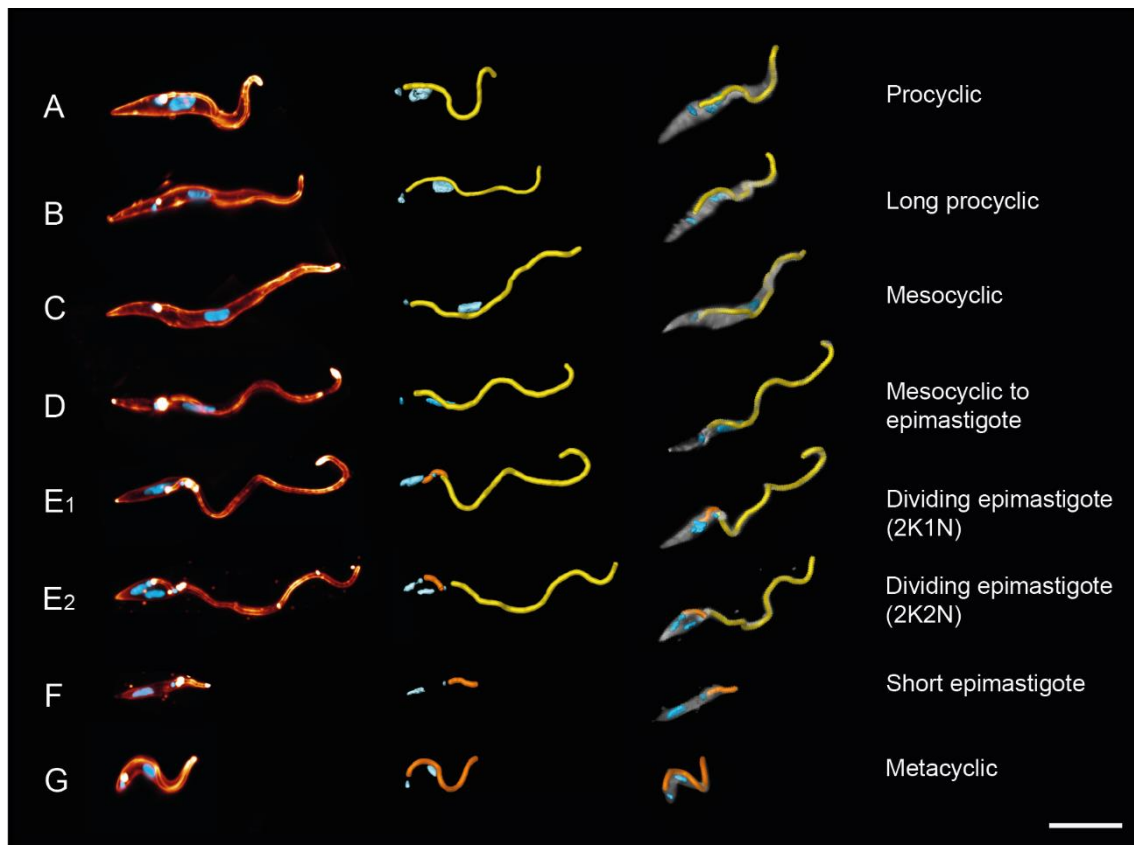 A
Procyclic
B
Long procyclic
C
Mesocyclic
D
Mesocyclic to
epimastigote
E1
Dividing epimastigote
(2K1N)
E2
Dividing epimastigote
(2K2N)
F
Short epimastigote
G
Metacyclic